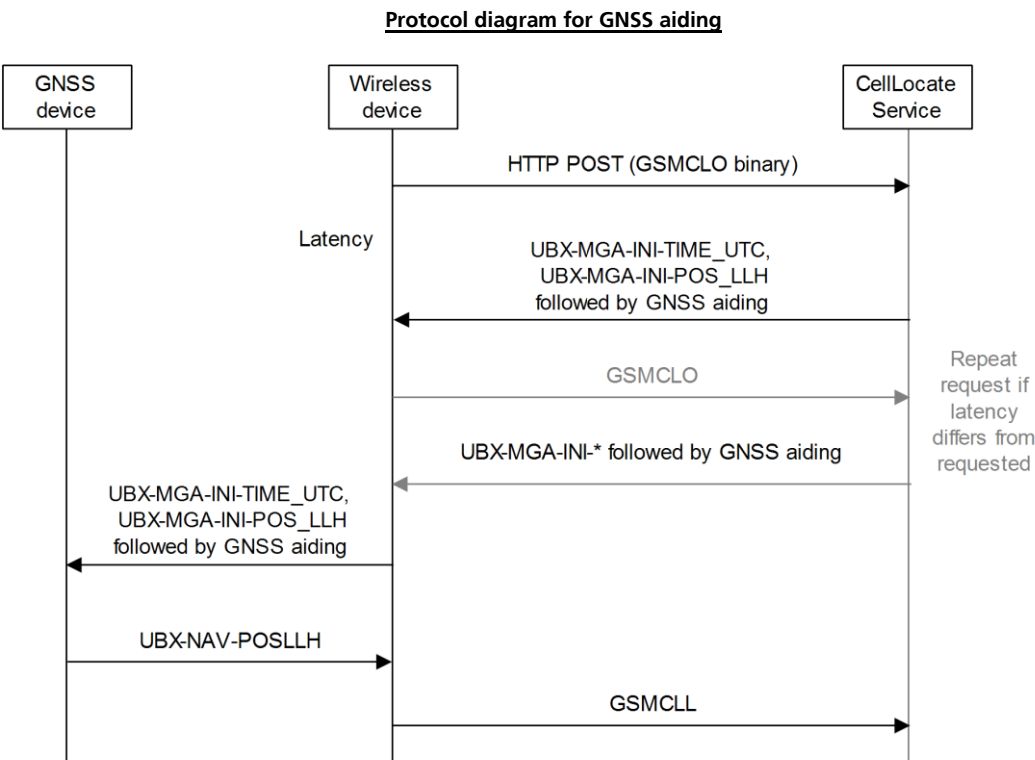 Protocol diagram for GNSS aiding
GNSS
device
Wireless
device
CellLocate
Service
HTTP POST (GSMCLO binary)
Latency
UBX-MGA-INI-TIME_UTC,
UBX-MGA-INI-POS_LLH
followed by GNSS aiding
Repeat
request if
latency
differs from
requested
GSMCLO
UBX-MGA-INI-* followed by GNSS aiding
UBX-MGA-INI-TIME_UTC,
UBX-MGA-INI-POS_LLH
followed by GNSS aiding
UBX-NAV-POSLLH
GSMCLL